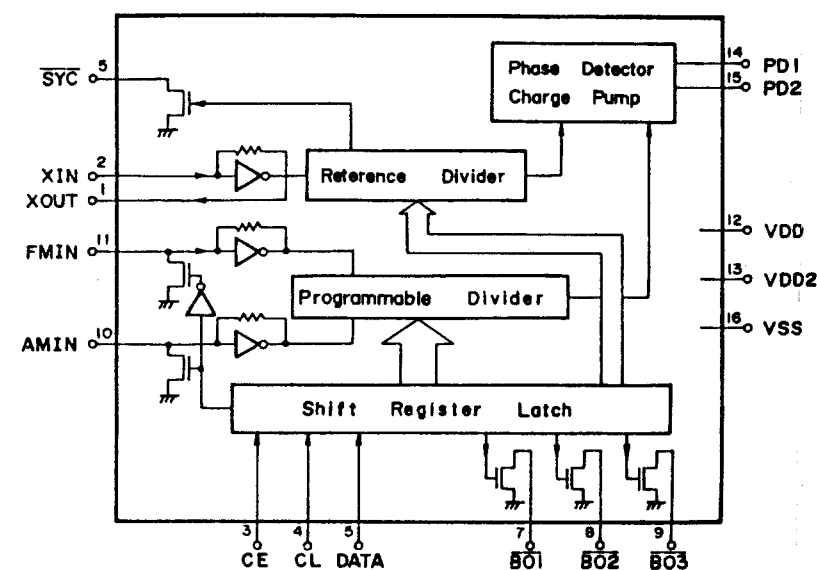 SYC 5
Phase Detector
Charge Pump
14 PD1
15 PD2
XIN 2
XOUT 1
Reterence Divider
FMIN 11
12 VDD
13 VDD2
Programmable Divider
16 VSS
AMIN 10
Shift Register Latch
3 4 5 7 8 9
CE CL DATA BO1 BO2 BO3